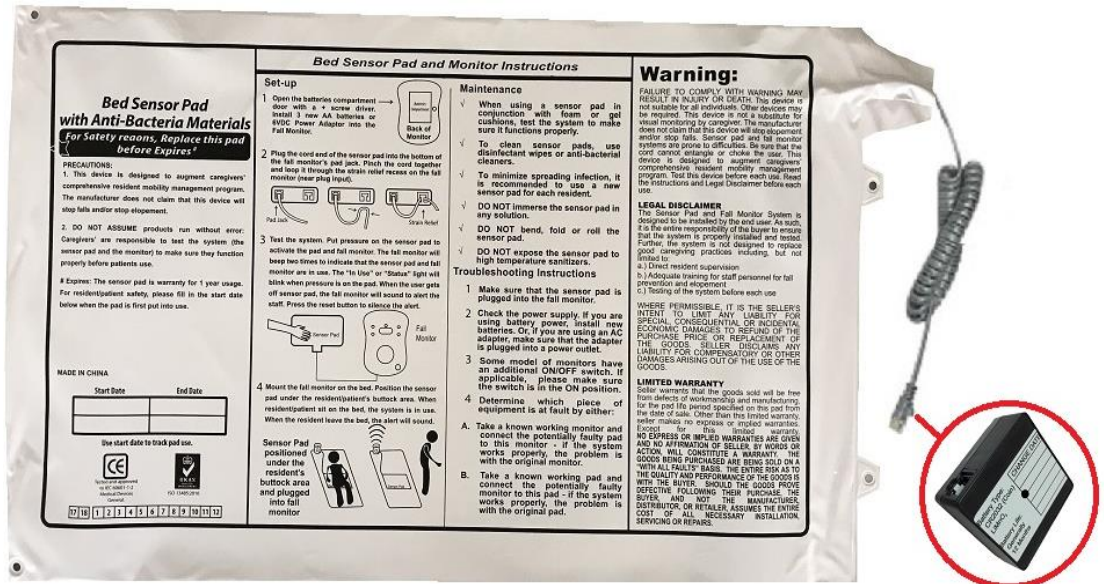 Bed Sensor Pad
with Anti-Bacteria Materials
For Satety reaons, Replace this pad
before Expires#
PRECAUTIONS:
1. This device is designed to augment caregivers'
comprehensive resident mobility management program.
The manufacturer does not claim that this device will
stop falls and/or stop elopement.
2. DO NOT ASSUME products run without error:
Caregivers' are responsible to test the system (the
sensor pad and the monitor) to make sure they function
properly before patients use.
# Expires: The sensor pad is warranty for 1 year usage.
For resident/patient safety, please fill in the start date
below when the pad is first put into use.
MADE IN CHINA
Start Date End Date
Use start date to track pad use.
CE
Tested and approved
to IEC 60601-1-2
Medical Devices
General.
UKAS
ISO 13485:2010
17 18 1 2 3 4 5 6 7 8 9 10 11 12
Bed Sensor Pad and Monitor Instructions
Set-up
1 Open the batteries compartment
door with a + screw driver.
Install 3 new AA batteries or
6VDC Power Adaptor into the
Fall Monitor.
Back of
Monitor
2 Plug the cord end of the sensor pad into the bottom of
the fall monitor's pad jack. Pinch the cord together
and loop it through the strain relief recess on the fall
monitor (near plug input).
Pad Jack
Strain Relief
3 Test the system. Put pressure on the sensor pad to
activate the pad and fall monitor. The fall monitor will
beep two times to indicate that the sensor pad and fall
monitor are in use. The "In Use" or "Status" light will
blink when pressure is on the pad. When the user gets
off sensor pad, the fall monitor will sound to alert the
staff. Press the reset button to silence the alert.
Sensor Pad
Fall
Monitor
4 Mount the fall monitor on the bed. Position the sensor
pad under the resident/patient's buttock area. When
resident/patient sit on the bed, the system is in use.
When the resident leave the bed, the alert will sound.
Sensor Pad
positioned
under the
resident's
buttock area
and plugged
into fall
monitor
Sensor Pad
Maintenance
√ When using a sensor pad in
conjunction with foam or gel
cushions, test the system to make
sure it functions properly.
√ To clean sensor pads, use
disinfectant wipes or anti-bacterial
cleaners.
√ To minimize spreading infection, it
is recommended to use a new
sensor pad for each resident.
√ DO NOT immerse the sensor pad in
any solution.
√ DO NOT bend, fold or roll the
sensor pad.
√ DO NOT expose the sensor pad to
high temperature sanitizers.
Troubleshooting Instructions
1 Make sure that the sensor pad is
plugged into the fall monitor.
2 Check the power supply. If you are
using battery power, install new
batteries. Or, if you are using an AC
adapter, make sure that the adapter
is plugged into a power outlet.
3 Some model of monitors have
an additional ON/OFF switch. If
applicable, please make sure
the switch is in the ON position.
4 Determine which piece of
equipment is at fault by either:
A. Take a known working monitor and
connect the potentially faulty pad
to this monitor - if the system
works properly, the problem is
with the original monitor.
B. Take a known working pad and
connect the potentially faulty
monitor to this pad - if the system
works properly, the problem is
with the original pad.
Warning:
FAILURE TO COMPLY WITH WARNING MAY
RESULT IN INJURY OR DEATH. This device is
not suitable for all individuals. Other devices may
be required. This device is not a substitute for
visual monitoring by caregiver. The manufacturer
does not claim that this device will stop elopement
and/or stop falls. Sensor pad and fall monitor
systems are prone to difficulties. Be sure that the
cord cannot entangle or choke the user. This
device is designed to augment caregivers'
comprehensive resident mobility management
program. Test this device before each use. Read
the instructions and Legal Disclaimer before each
use.
LEGAL DISCLAIMER
The Sensor Pad and Fall Monitor System is
designed to be installed by the end user. As such,
it is the entire responsibility of the buyer to ensure
that the system is properly installed and tested.
Further, the system is not designed to replace
good caregiving practices including, but not
limited to:
a.) Direct resident supervision
b.) Adequate training for staff personnel for fall
prevention and elopement
c.) Testing of the system before each use
WHERE PERMISSIBLE, IT IS THE SELLER'S
INTENT TO LIMIT ANY LIABILITY FOR
SPECIAL, CONSEQUENTIAL OR INCIDENTAL
ECONOMIC DAMAGES TO REFUND OF THE
PURCHASE PRICE OR REPLACEMENT OF
THE GOODS. SELLER DISCLAIMS ANY
LIABILITY FOR COMPENSATORY OR OTHER
DAMAGES ARISING OUT OF THE USE OF THE
GOODS.
LIMITED WARRANTY
Seller warrants that the goods sold will be free
from defects of workmanship and manufacturing,
for the pad life period specified on this pad from
the date of sale. Other than this limited warranty,
seller makes no express or implied warranties.
Except for this limited warranty,
NO EXPRESS OR IMPLIED WARRANTIES ARE GIVEN
AND NO AFFIRMATION OF SELLER, BY WORDS OR
ACTION, WILL CONSTITUTE A WARRANTY. THE
GOODS BEING PURCHASED ARE BEING SOLD ON A
"WITH ALL FAULTS" BASIS. THE ENTIRE RISK AS TO
THE QUALITY AND PERFORMANCE OF THE GOODS IS
WITH THE BUYER. SHOULD THE GOODS PROVE
DEFECTIVE FOLLOWING THEIR PURCHASE, THE
BUYER, AND NOT THE MANUFACTURER,
DISTRIBUTOR, OR RETAILER, ASSUMES THE ENTIRE
COST OF ALL NECESSARY INSTALLATION,
SERVICING OR REPAIRS.
Battery Type:
CR2032 (Coin)
LiMnO2
Battery Life:
Generally
12 Months
CHANGE DATE